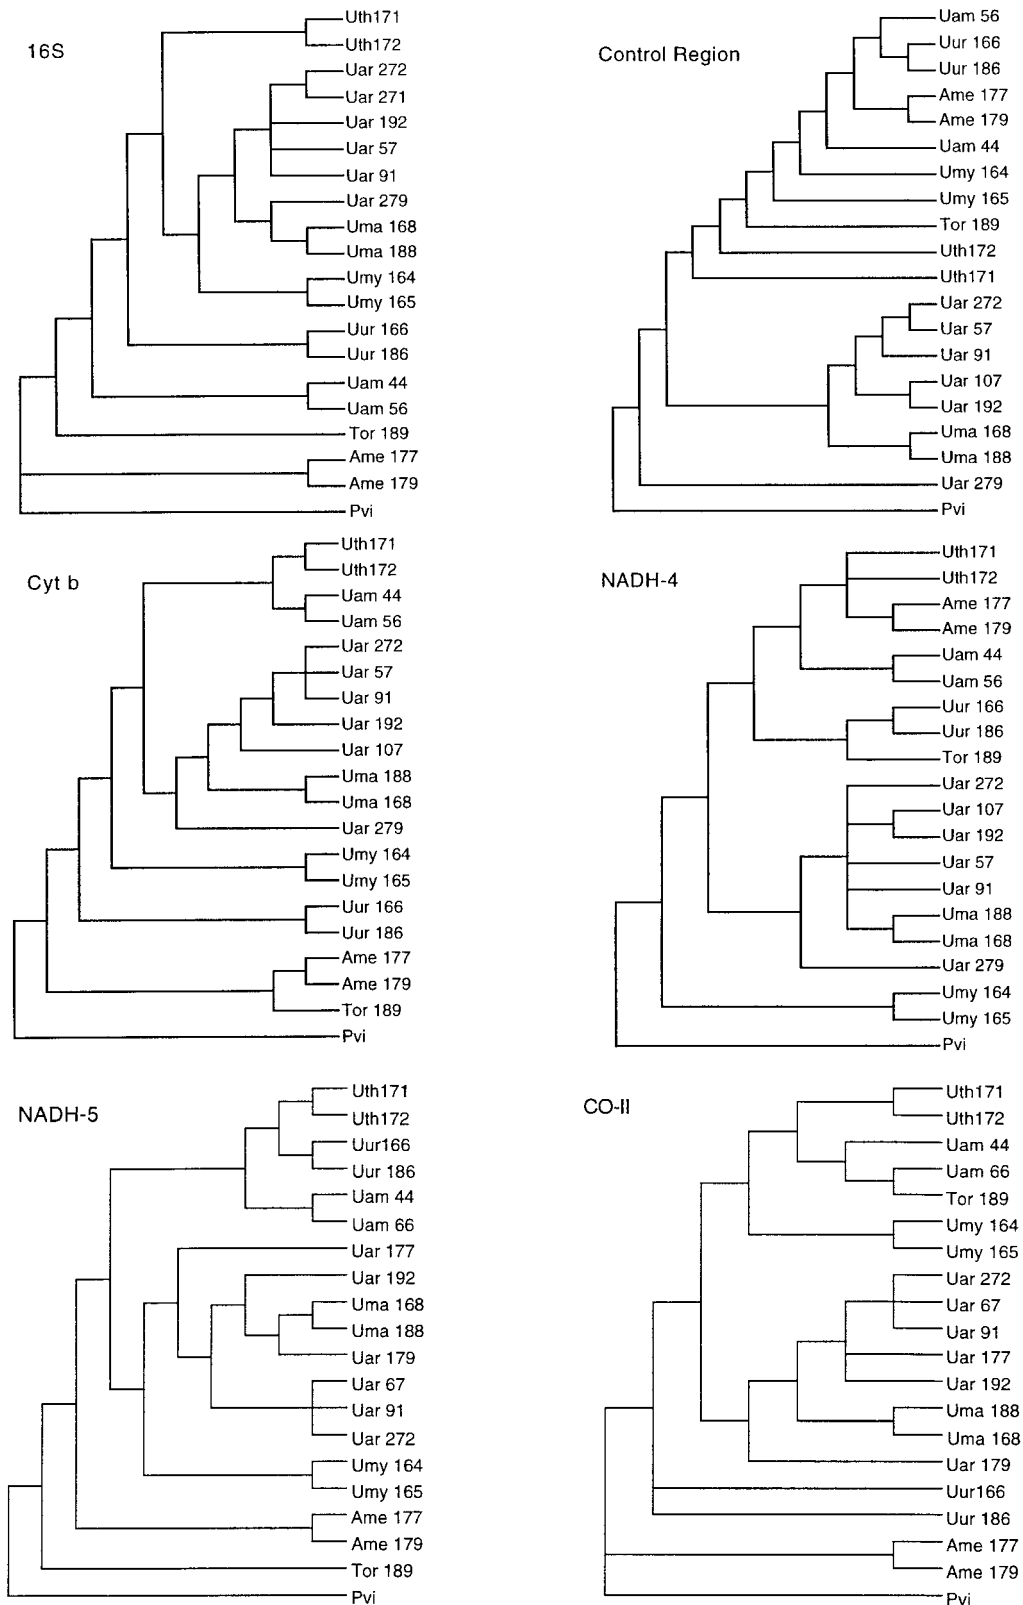 16S
Uth171
Uth172
Uar 272
Uar 271
Uar 192
Uar 57
Uar 91
Uar 279
Uma 168
Uma 188
Umy 164
Umy 165
Uur 166
Uur 186
Uam 44
Uam 56
Tor 189
Ame 177
Ame 179
Pvi
Control Region
Uam 56
Uur 166
Uur 186
Ame 177
Ame 179
Uam 44
Umy 164
Umy 165
Tor 189
Uth172
Uth171
Uar 272
Uar 57
Uar 91
Uar 107
Uar 192
Uma 168
Uma 188
Uar 279
Pvi
Cyt b
Uth171
Uth172
Uam 44
Uam 56
Uar 272
Uar 57
Uar 91
Uar 192
Uar 107
Uma 188
Uma 168
Uar 279
Umy 164
Umy 165
Uur 166
Uur 186
Ame 177
Ame 179
Tor 189
Pvi
NADH-4
Uth171
Uth172
Ame 177
Ame 179
Uam 44
Uam 56
Uur 166
Uur 186
Tor 189
Uar 272
Uar 107
Uar 192
Uar 57
Uar 91
Uma 188
Uma 168
Uar 279
Umy 164
Umy 165
Pvi
NADH-5
Uth171
Uth172
Uur166
Uur 186
Uam 44
Uam 66
Uar 177
Uar 192
Uma 168
Uma 188
Uar 179
Uar 67
Uar 91
Uar 272
Umy 164
Umy 165
Ame 177
Ame 179
Tor 189
Pvi
CO-II
Uth171
Uth172
Uam 44
Uam 66
Tor 189
Umy 164
Umy 165
Uar 272
Uar 67
Uar 91
Uar 177
Uar 192
Uma 188
Uma 168
Uar 179
Uur166
Uur 186
Ame 177
Ame 179
Pvi